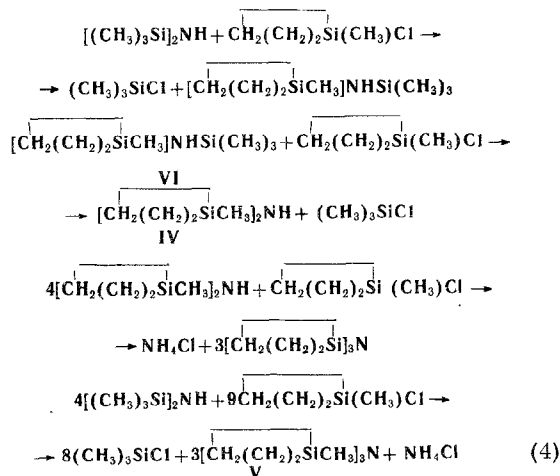 [(CH₃)₃Si]₂NH + CH₂(CH₂)₂Si(CH₃)Cl →
→ (CH₃)₃SiCl + [CH₂(CH₂)₂SiCH₃]NHSi(CH₃)₃
[CH₂(CH₂)₂SiCH₃]NHSi(CH₃)₃ + CH₂(CH₂)₂Si(CH₃)Cl →
VI
→ [CH₂(CH₂)₂SiCH₃]₂NH + (CH₃)₃SiCl
IV
4[CH₂(CH₂)₂SiCH₃]₂NH + CH₂(CH₂)₂Si (CH₃)Cl →
→ NH₄Cl + 3[CH₂(CH₂)₂Si]₃N
4[(CH₃)₃Si]₂NH + 9CH₂(CH₂)₂Si(CH₃)Cl →
→ 8(CH₃)₃SiCl + 3[CH₂(CH₂)₂SiCH₃]₃N + NH₄Cl (4)
V